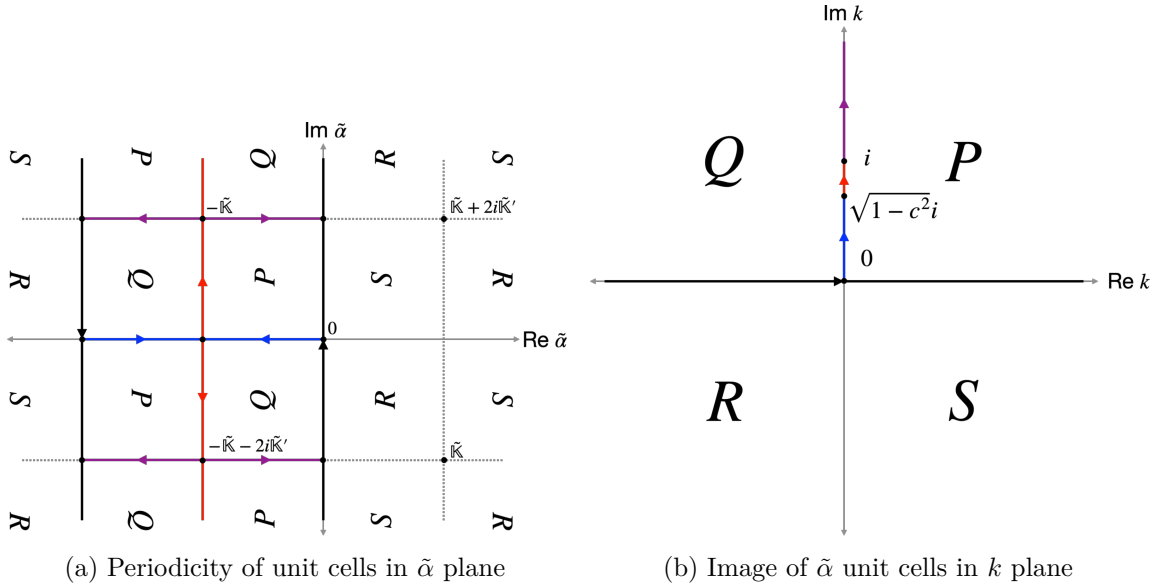 Im k
Im α̃
S P Q R S
Q P
i
-𝕂̃
𝕂̃ + 2i𝕂̃′
√1 − c²i
R Q P S R
0
0
Re k
Re α̃
S P Q R S
R S
-𝕂̃ − 2i𝕂̃′
𝕂̃
R Q P S R
(a) Periodicity of unit cells in α̃ plane
(b) Image of α̃ unit cells in k plane